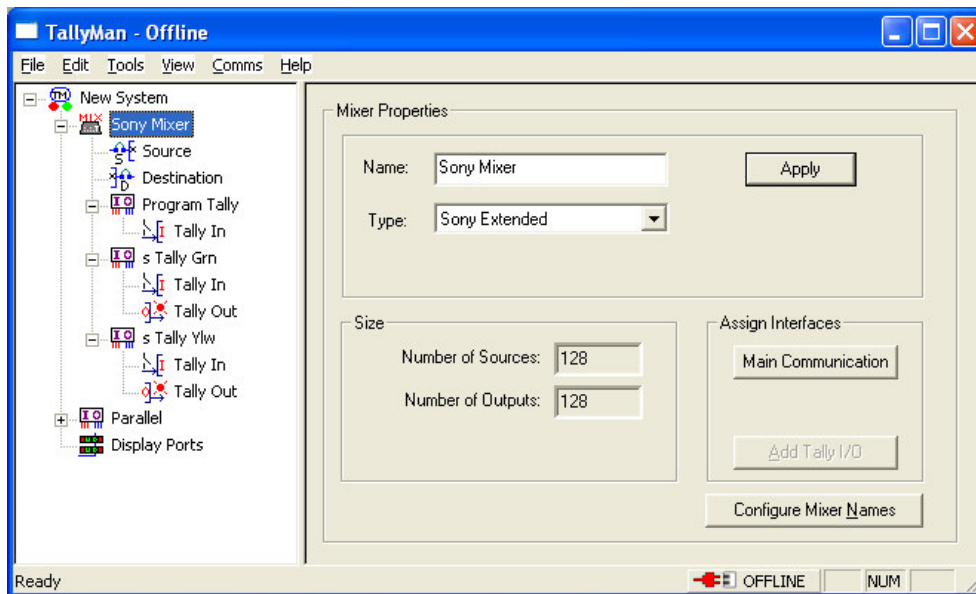 TallyMan - Offline
File Edit Tools View Comms Help
New System
MIX Sony Mixer
Source
Destination
Program Tally
Tally In
s Tally Grn
Tally In
Tally Out
s Tally Ylw
Tally In
Tally Out
Parallel
Display Ports
Mixer Properties
Name: Sony Mixer
Apply
Type: Sony Extended
Size
Number of Sources: 128
Number of Outputs: 128
Assign Interfaces
Main Communication
Add Tally I/O
Configure Mixer Names
Ready
OFFLINE
NUM